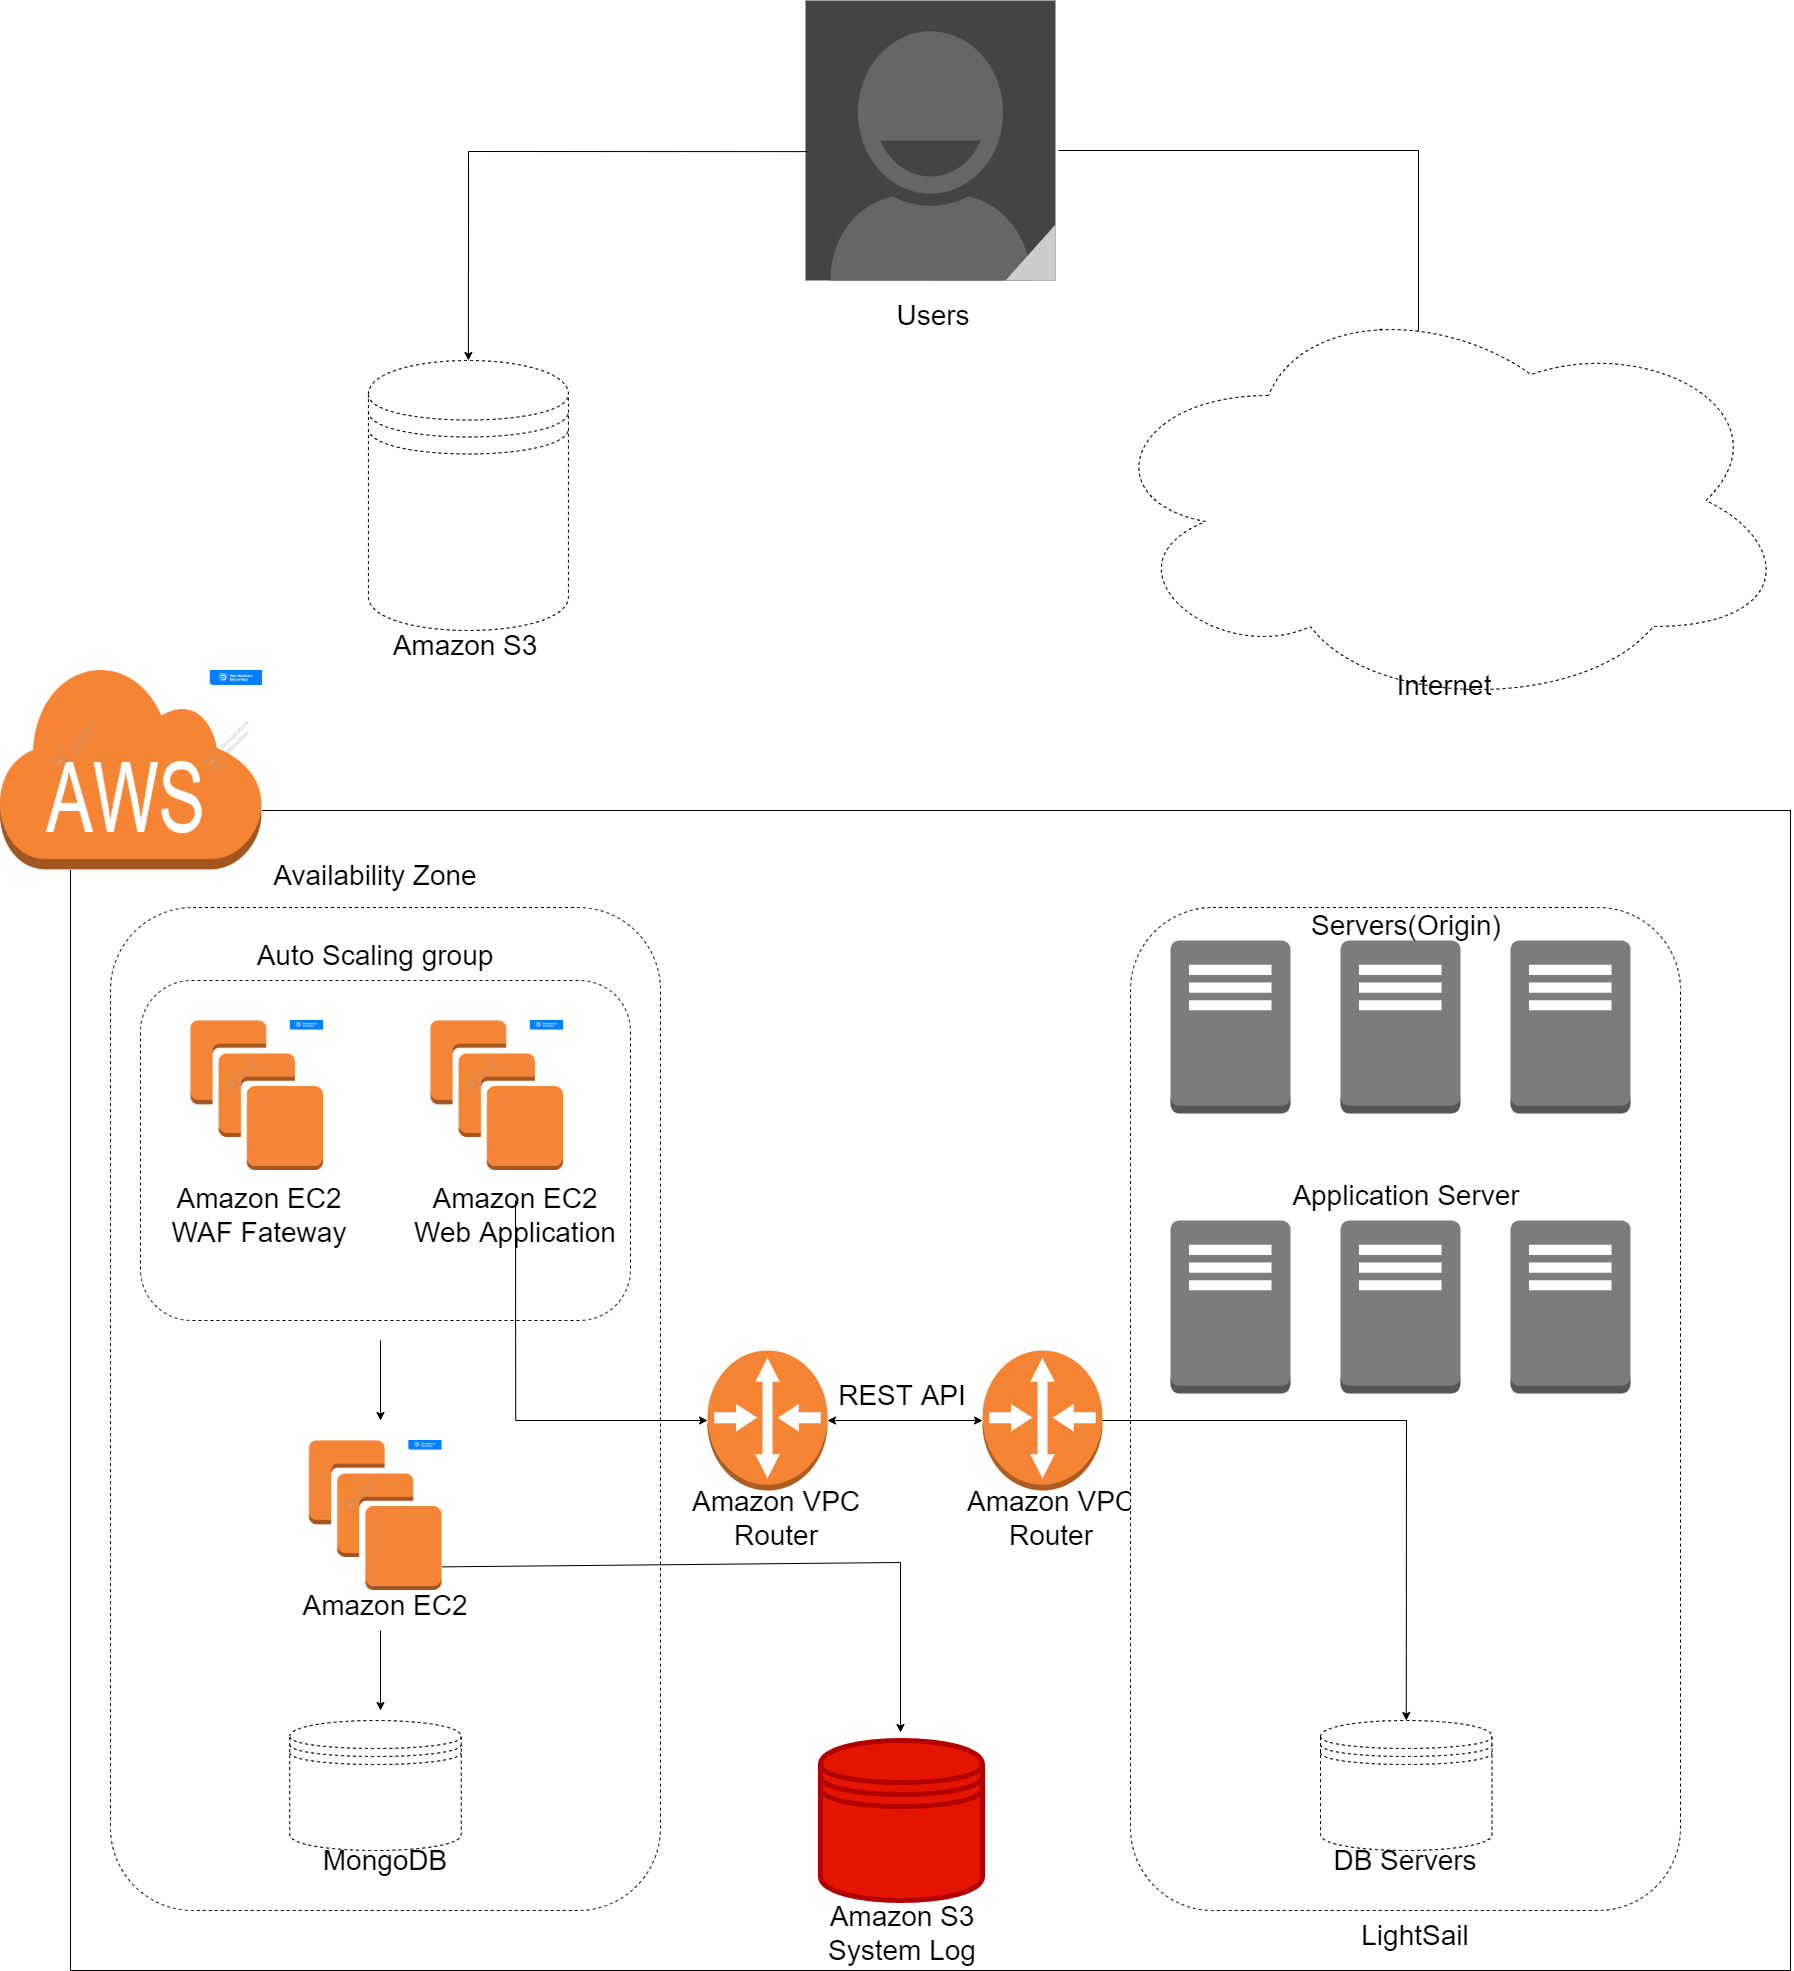 Users
Amazon S3
Internet
AWS
Availability Zone
Servers(Origin)
Auto Scaling group
Amazon EC2
WAF Fateway
Amazon EC2
Web Application
Application Server
REST API
Amazon VPC
Router
Amazon VPC
Router
Amazon EC2
MongoDB
DB Servers
Amazon S3
System Log
LightSail